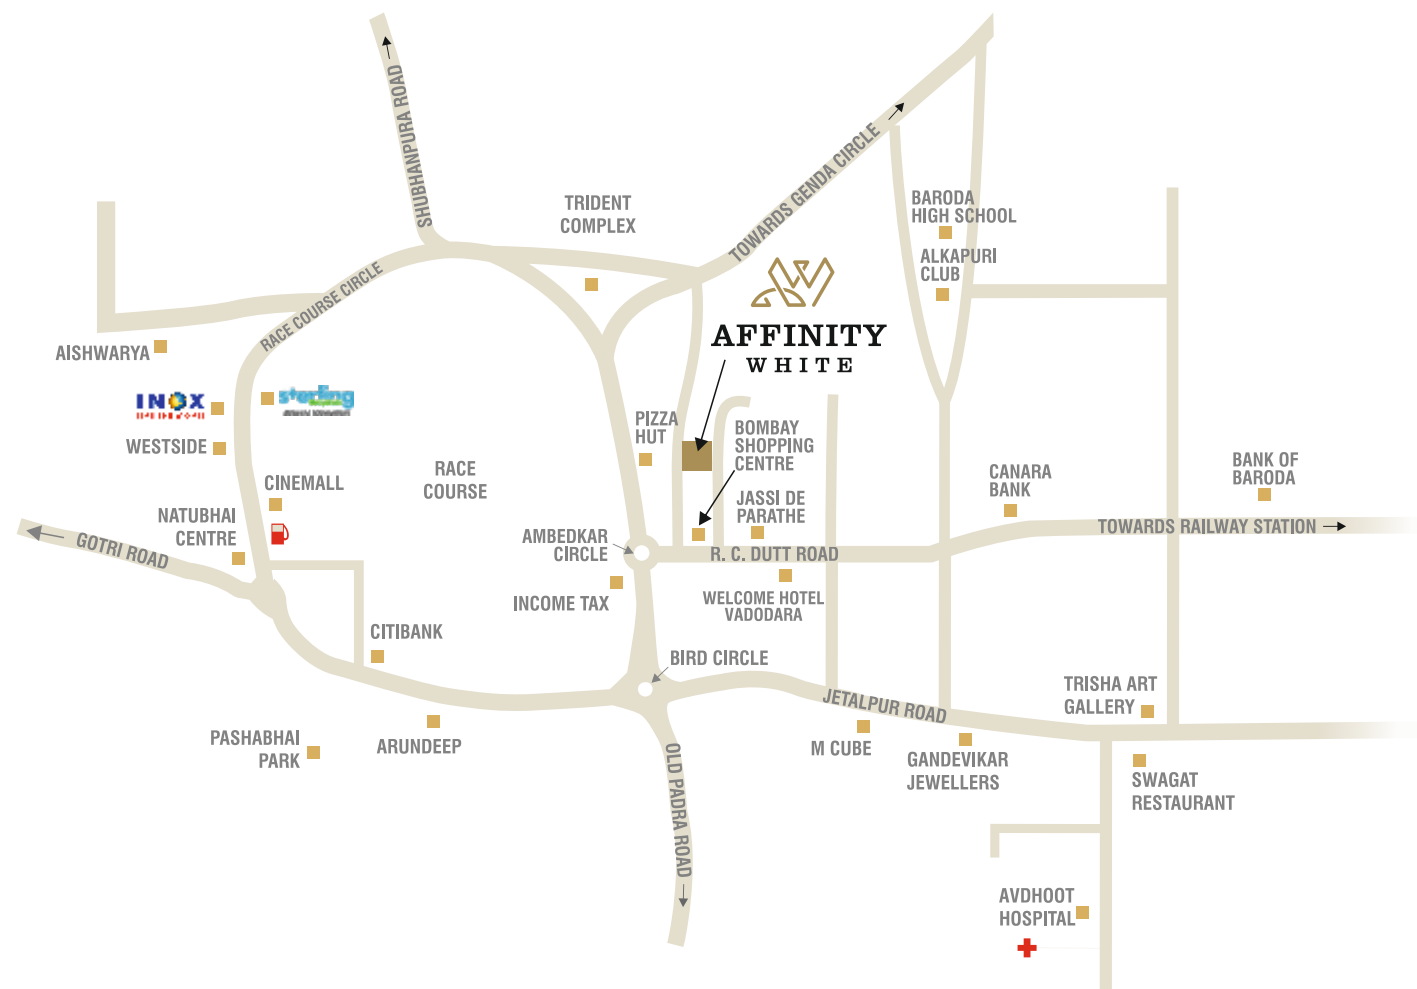 SHUBHANPURA ROAD
TRIDENT
COMPLEX
TOWARDS GENDA CIRCLE
BARODA
HIGH SCHOOL
ALKAPURI
CLUB
RACE COURSE CIRCLE
AFFINITY
WHITE
AISHWARYA
INOX
sterling
WESTSIDE
PIZZA
HUT
BOMBAY
SHOPPING
CENTRE
RACE
COURSE
CINEMALL
CANARA
BANK
BANK OF
BARODA
JASSI DE
PARATHE
NATUBHAI
CENTRE
GOTRI ROAD
AMBEDKAR
CIRCLE
R. C. DUTT ROAD
TOWARDS RAILWAY STATION
INCOME TAX
WELCOME HOTEL
VADODARA
CITIBANK
BIRD CIRCLE
JETALPUR ROAD
TRISHA ART
GALLERY
PASHABHAI
PARK
ARUNDEEP
OLD PADRA ROAD
M CUBE
GANDEVIKAR
JEWELLERS
SWAGAT
RESTAURANT
AVDHOOT
HOSPITAL